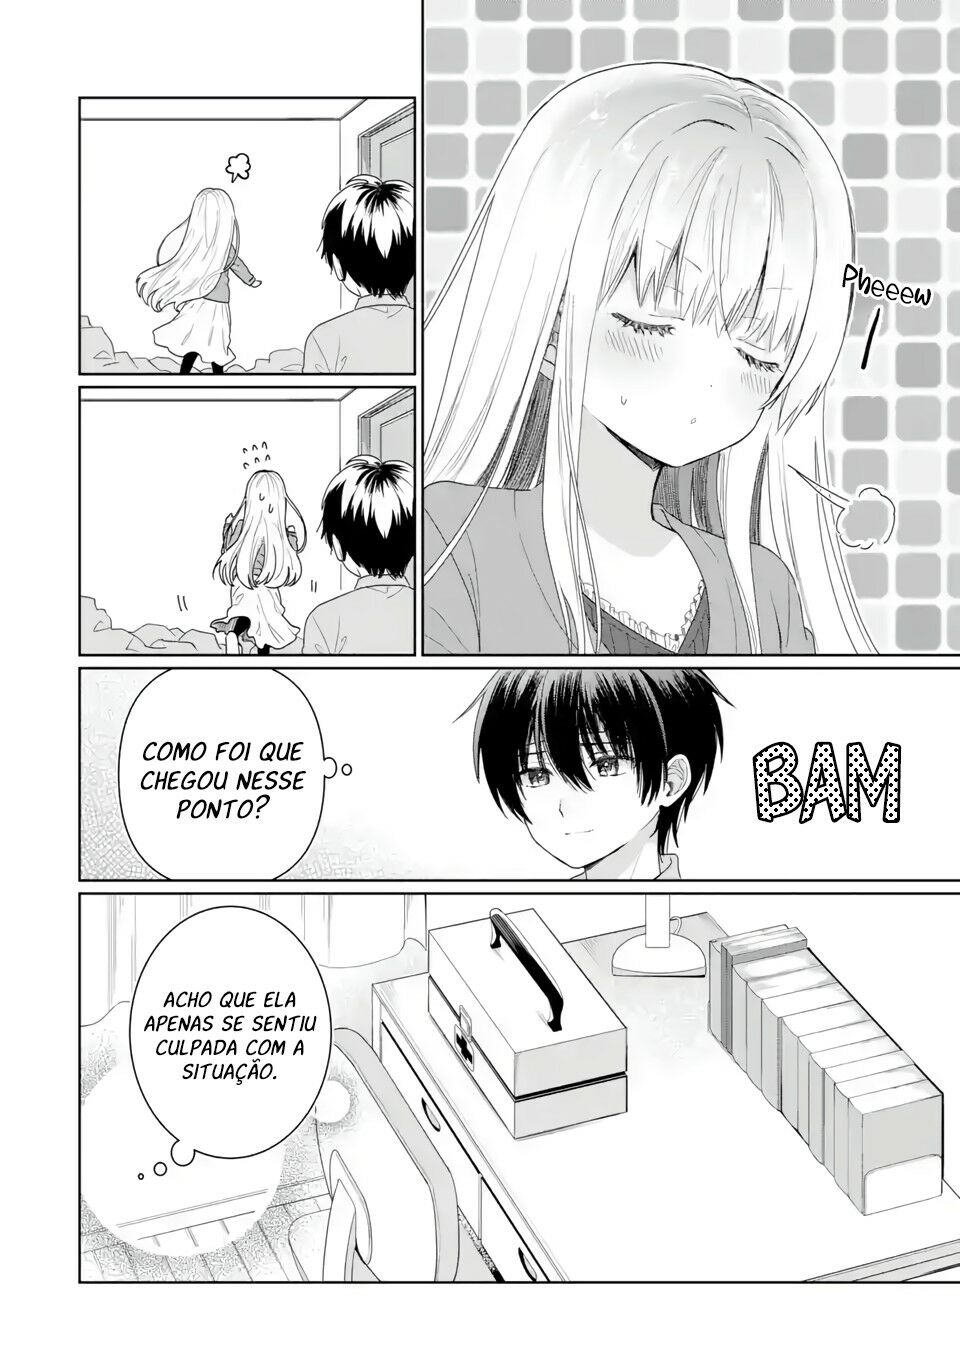 Pheeew
COMO FOI QUE
CHEGOU NESSE
PONTO?
BAM
ACHO QUE ELA
APENAS SE SENTIU
CULPADA COM A
SITUAÇÃO.